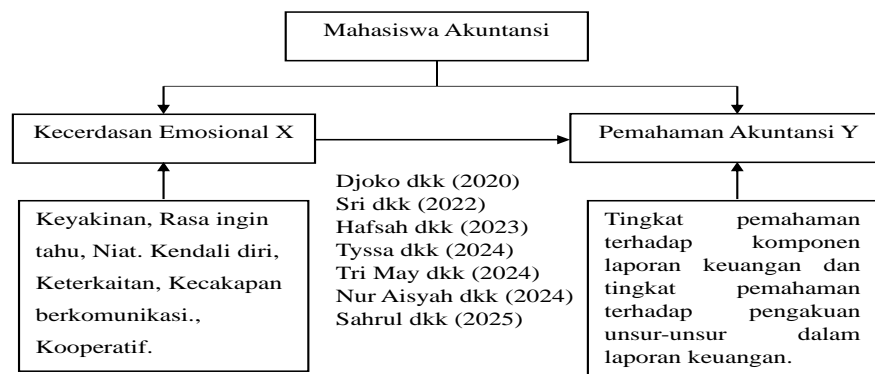 Mahasiswa Akuntansi
Kecerdasan Emosional X
Pemahaman Akuntansi Y
Djoko dkk (2020)
Sri dkk (2022)
Hafsah dkk (2023)
Tyssa dkk (2024)
Tri May dkk (2024)
Nur Aisyah dkk (2024)
Sahrul dkk (2025)
Keyakinan, Rasa ingin
tahu, Niat. Kendali diri,
Keterkaitan, Kecakapan
berkomunikasi.,
Kooperatif.
Tingkat pemahaman
terhadap komponen
laporan keuangan dan
tingkat pemahaman
terhadap pengakuan
unsur-unsur dalam
laporan keuangan.